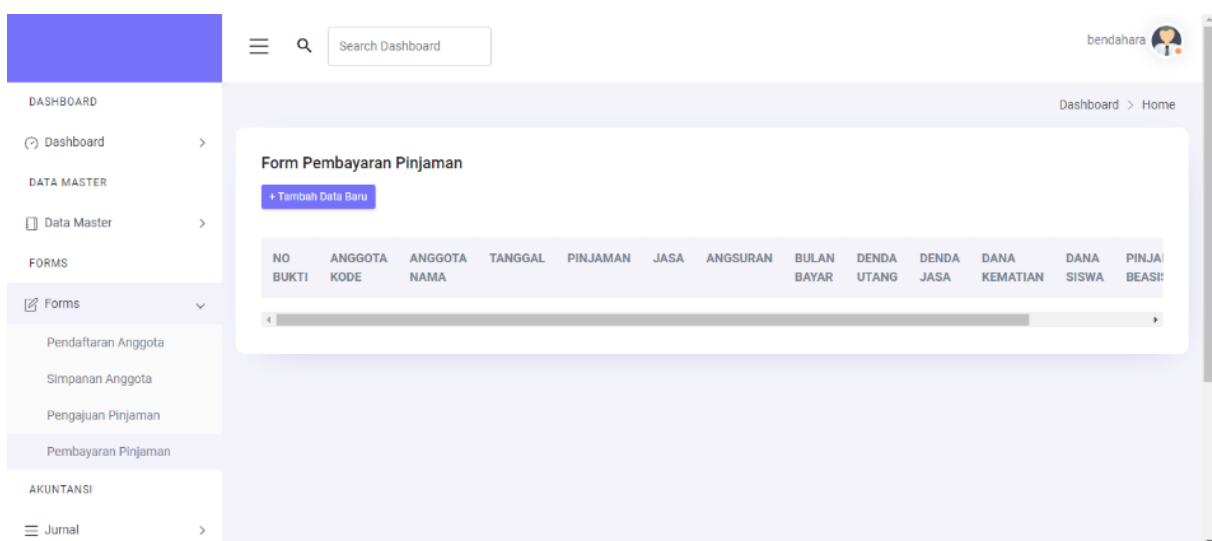 Search Dashboard
bendahara
DASHBOARD
Dashboard > Home
Dashboard
DATA MASTER
Data Master
FORMS
Forms
Pendaftaran Anggota
Simpanan Anggota
Pengajuan Pinjaman
Pembayaran Pinjaman
AKUNTANSI
Jurnal
Form Pembayaran Pinjaman
+ Tambah Data Baru
NO ANGGOTA ANGGOTA TANGGAL PINJAMAN JASA ANGSURAN BULAN DENDA DENDA DANA DANA
BUKTI KODE NAMA BAYAR UTANG JASA KEMATIAN SISWA